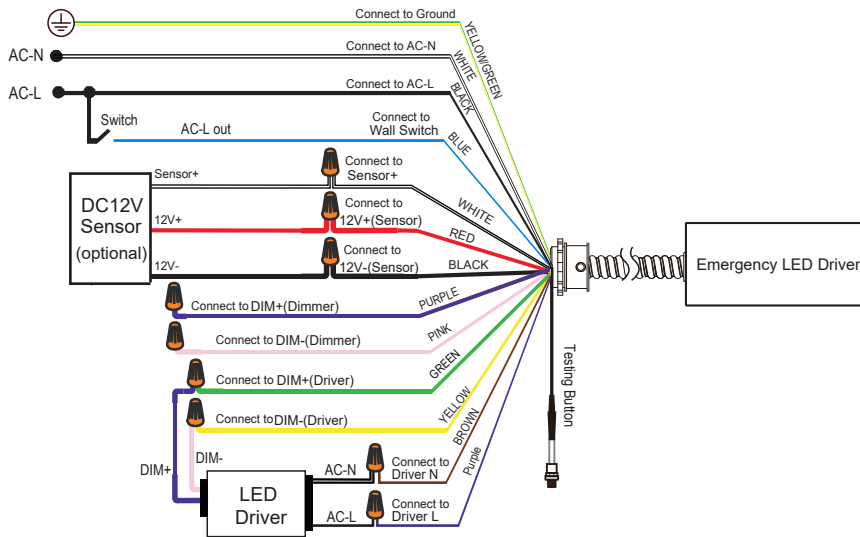 Connect to Ground
YELLOW/GREEN
AC-N
Connect to AC-N
WHITE
AC-L
Connect to AC-L
BLACK
Switch
AC-L out
Connect to
Wall Switch
BLUE
DC12V
Sensor
(optional)
Sensor+
Connect to
Sensor+
WHITE
12V+
Connect to
12V+(Sensor)
RED
12V-
Connect to
12V-(Sensor)
BLACK
Emergency LED Driver
Connect to DIM+(Dimmer)
PURPLE
Connect to DIM-(Dimmer)
PINK
Connect to DIM+(Driver)
GREEN
Connect to DIM-(Driver)
YELLOW
Testing Button
DIM+
DIM-
LED
Driver
AC-N
Connect to
Driver N
BROWN
AC-L
Connect to
Driver L
Purple